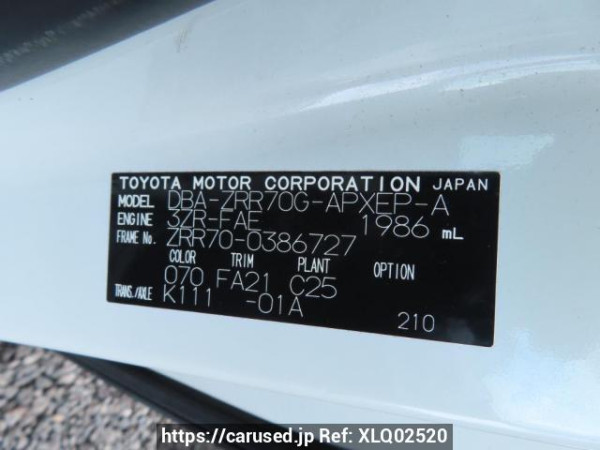 TOYOTA MOTOR CORPORATION JAPAN
MODEL DBA-ZRR70G-APXEP-A
ENGINE 3ZR-FAE 1986 mL
FRAME No. ZRR70-0386727
COLOR TRIM PLANT OPTION
070 FA21 C25
TRANS./AXLE K111 -01A
210
https://carused.jp Ref: XLQ02520